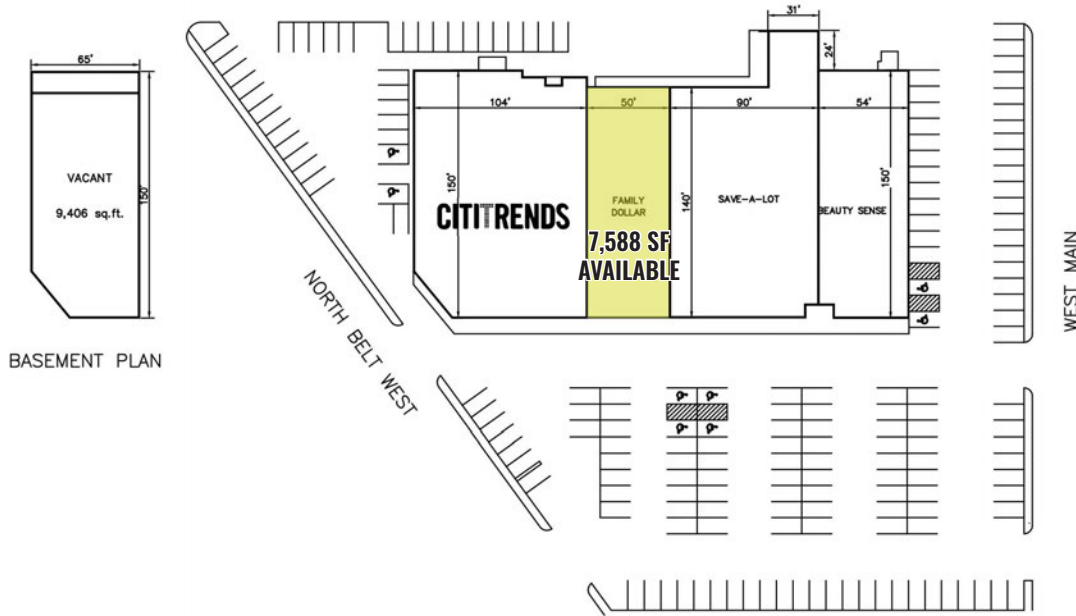 65'
150'
VACANT
9,406 sq.ft.
BASEMENT PLAN
31'
24'
104'
50'
90'
54'
150'
140'
150'
CITITRENDS
FAMILY
DOLLAR
7,588 SF
AVAILABLE
SAVE-A-LOT
BEAUTY SENSE
NORTH BELT WEST
WEST MAIN